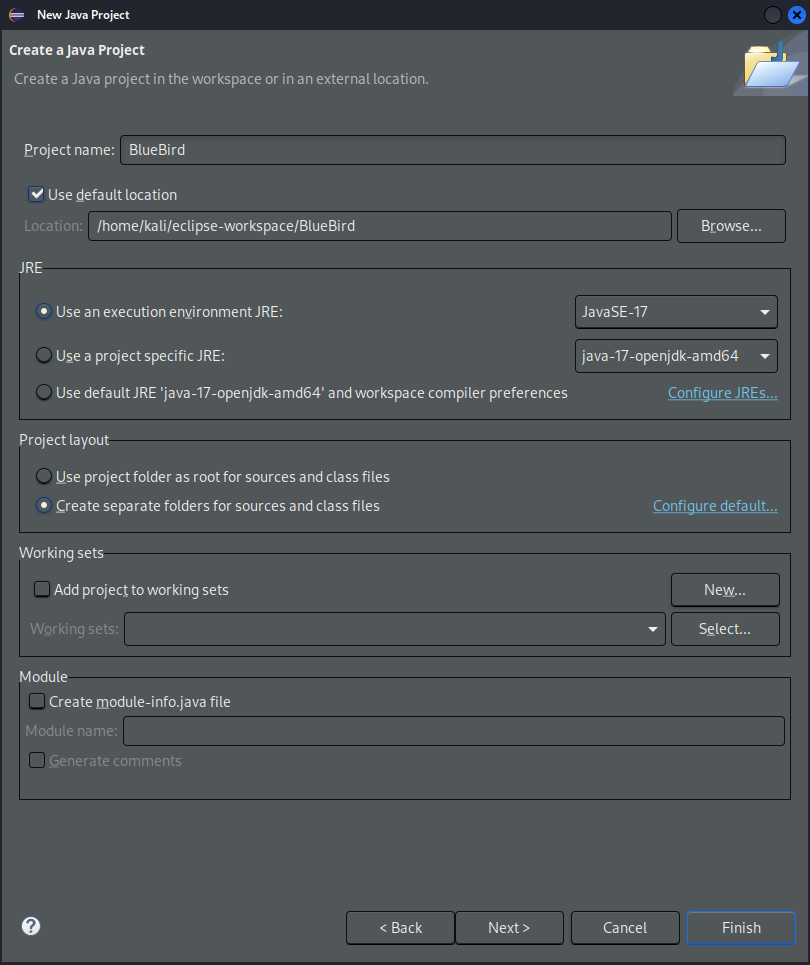 New Java Project
Create a Java Project
Create a Java project in the workspace or in an external location.
Project name: BlueBird
Use default location
Location: /home/kali/eclipse-workspace/BlueBird Browse...
JRE
Use an execution environment JRE: JavaSE-17
Use a project specific JRE: java-17-openjdk-amd64
Use default JRE 'java-17-openjdk-amd64' and workspace compiler preferences Configure JREs...
Project layout
Use project folder as root for sources and class files
Create separate folders for sources and class files Configure default...
Working sets
Add project to working sets New...
Working sets: Select...
Module
Create module-info.java file
Module name:
Generate comments
? < Back Next > Cancel Finish